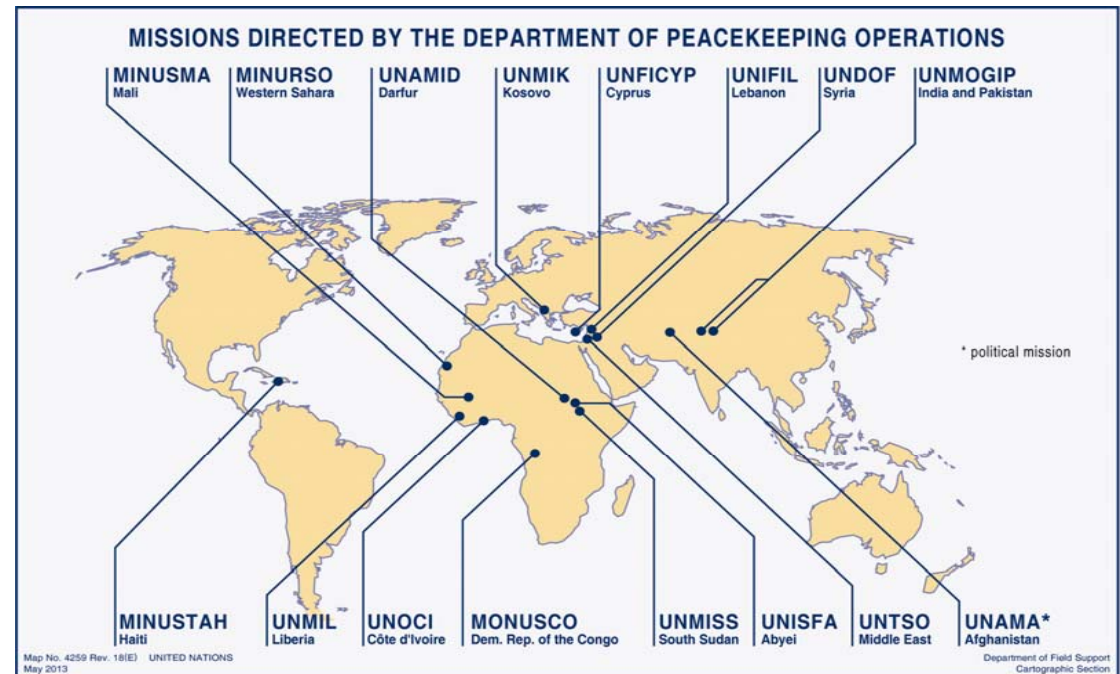 MISSIONS DIRECTED BY THE DEPARTMENT OF PEACEKEEPING OPERATIONS
MINUSMA
Mali
MINURSO
Western Sahara
UNAMID
Darfur
UNMIK
Kosovo
UNFICYP
Cyprus
UNIFIL
Lebanon
UNDOF
Syria
UNMOGIP
India and Pakistan
* political mission
MINUSTAH
Haiti
UNMIL
Liberia
UNOCI
Côte d'Ivoire
MONUSCO
Dem. Rep. of the Congo
UNMISS
South Sudan
UNISFA
Abyei
UNTSO
Middle East
UNAMA*
Afghanistan
Map No. 4259 Rev. 18(E) UNITED NATIONS
May 2013
Department of Field Support
Cartographic Section